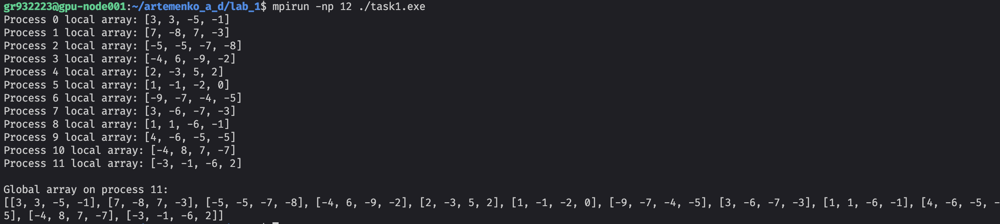 gr932223@gpu-node001:~/artemenko_a_d/lab_1$ mpirun -np 12 ./task1.exe
Process 0 local array: [3, 3, -5, -1]
Process 1 local array: [7, -8, 7, -3]
Process 2 local array: [-5, -5, -7, -8]
Process 3 local array: [-4, 6, -9, -2]
Process 4 local array: [2, -3, 5, 2]
Process 5 local array: [1, -1, -2, 0]
Process 6 local array: [-9, -7, -4, -5]
Process 7 local array: [3, -6, -7, -3]
Process 8 local array: [1, 1, -6, -1]
Process 9 local array: [4, -6, -5, -5]
Process 10 local array: [-4, 8, 7, -7]
Process 11 local array: [-3, -1, -6, 2]
Global array on process 11:
[[3, 3, -5, -1], [7, -8, 7, -3], [-5, -5, -7, -8], [-4, 6, -9, -2], [2, -3, 5, 2], [1, -1, -2, 0], [-9, -7, -4, -5], [3, -6, -7, -3], [1, 1, -6, -1], [4, -6, -5, -
5], [-4, 8, 7, -7], [-3, -1, -6, 2]]